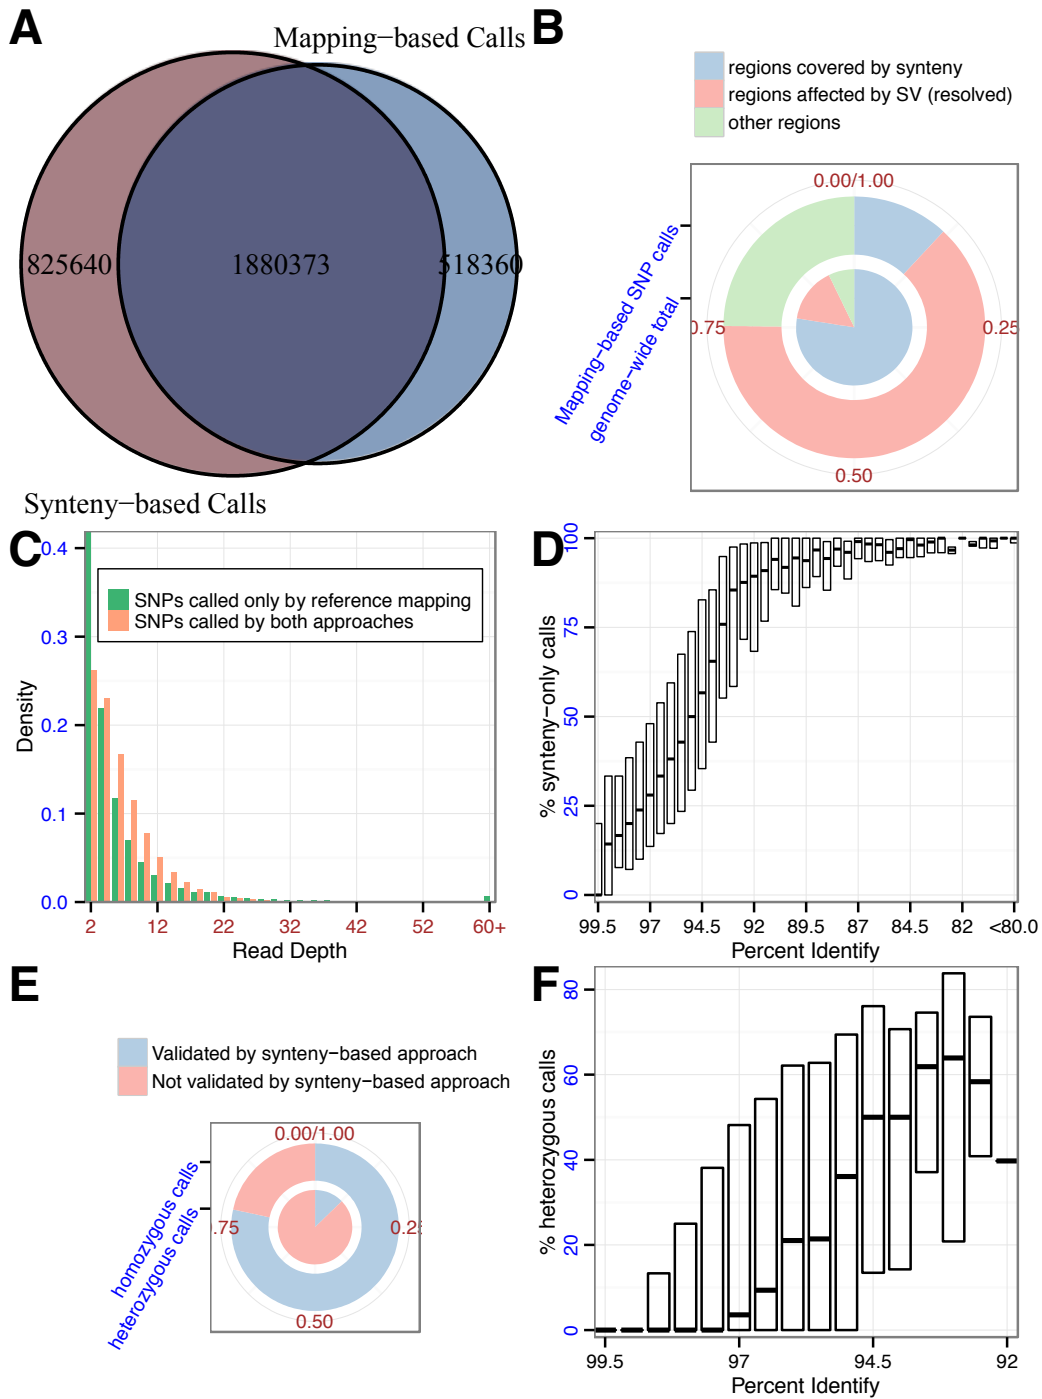 A
Mapping−based Calls
825640
1880373
518360
Synteny−based Calls
B
regions covered by synteny
regions affected by SV (resolved)
other regions
0.00/1.00
0.25
0.50
0.75
Mapping−based SNP calls
genome−wide total
C
SNPs called only by reference mapping
SNPs called by both approaches
Density
0.4
0.3
0.2
0.1
0.0
2
12
22
32
42
52
60+
Read Depth
D
% synteny−only calls
100
75
50
25
0
99.5
97
94.5
92
89.5
87
84.5
82
<80.0
Percent Identify
E
Validated by synteny−based approach
Not validated by synteny−based approach
0.00/1.00
0.2
0.50
.75
homozygous calls
heterozygous calls
F
% heterozygous calls
80
60
40
20
0
99.5
97
94.5
92
Percent Identify